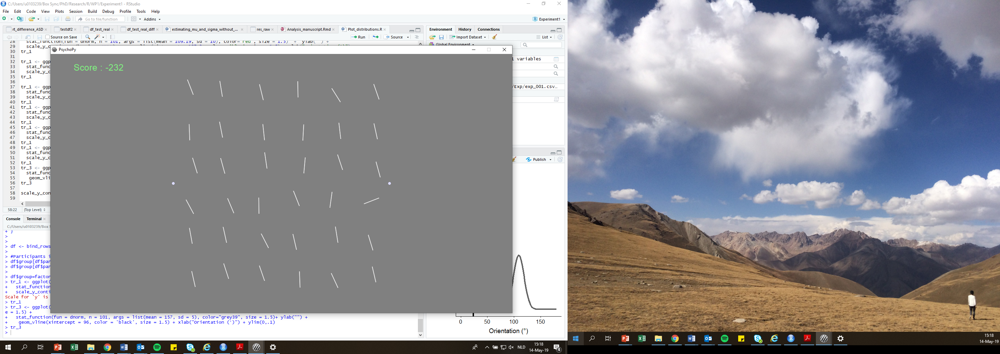 C:/Users/u0103239/Box Sync/PhD/Research/R/WP1/Experiment1 - RStudio
File Edit Code View Plots Session Build Debug Profile Tools Help
Go to file/function Addins
Experiment1
rt_difference_ASD testdf2 df_test_real df_test_real_diff estimating_mu_and_sigma_without_... res_raw Analysis_manuscript.Rmd Plot_distributions.R
Source on Save Run Source
28 stat_function(fun = dnorm, n = 101, args = list(mean = 109.19, sd = 10), color="red", size = 1.5) + ylab("") +
29 scale_y_c
30 tr_1
31
32 tr_1 <- ggp
33 stat_func
34 scale_y_c
35 tr_1
36
37 tr_1 <- ggp
38 stat_func
39 scale_y_c
40 tr_1
41 tr_1 <- ggp
42 stat_func
43 scale_y_c
44 tr_1
45 tr_1 <- ggp
46 stat_func
47 scale_y_c
48 tr_1
49 tr_1 <- ggp
50 stat_func
51 scale_y_c
52 tr_1
53 tr_3 <- ggp
54 stat_func
55 geom_vli
56 tr_3
57
58 scale_y_con
59
58:22 (Top Level)
PsychoPy
Score : -232
Console Terminal
C:/Users/u0103239/Box S
+ }
>
>
> df <- bind_rows
>
> #Participants i
> df$group[df$par
> df$group[df$par
>
> df$group=factor
> tr_1 <- ggplot(
+ stat_function
+ scale_y_conti
Scale for 'y' is
> tr_1
> tr_3 <- ggplot(
e = 1.5) +
+ stat_function(fun = dnorm, n = 101, args = list(mean = 157, sd = 5), color="grey39", size = 1.5)+ ylab("") +
+ geom_vline(xintercept = 96, color = 'black', size = 1.5) + xlab("Orientation (°)") + ylim(0,.1)
> tr_3
>
Environment History Connections
Import Dataset List
Global Environment
1 variables
/Exp/exp_001.csv…
Publish
0 50 100 150
Orientation (°)
NLD
15:18
14-May-19
4
15:18
14-May-19